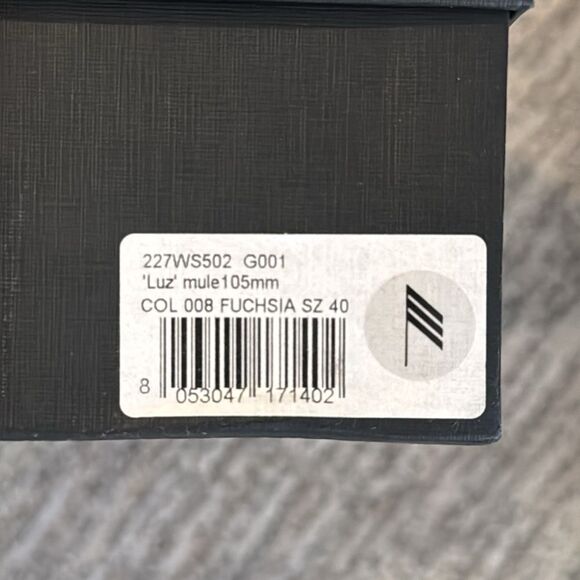 227WS502 G001
'Luz' mule105mm
COL 008 FUCHSIA SZ 40
8 053047 171402